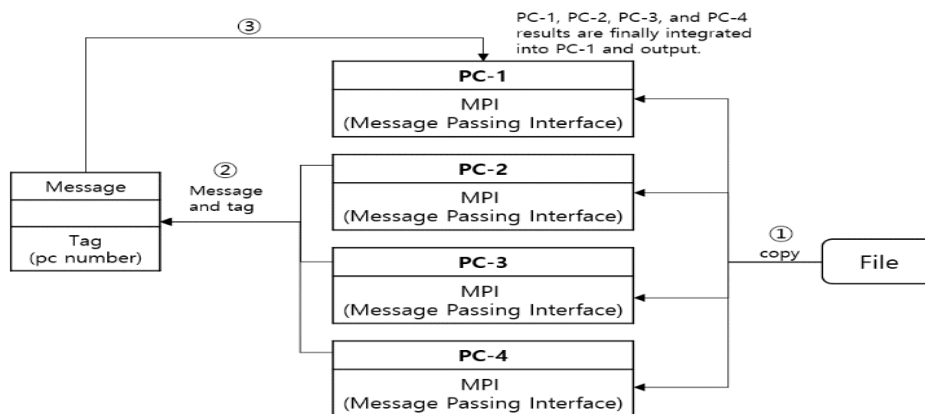 ③
PC-1, PC-2, PC-3, and PC-4
results are finally integrated
into PC-1 and output.
PC-1
MPI
(Message Passing Interface)
②
Message
and tag
Message
Tag
(pc number)
PC-2
MPI
(Message Passing Interface)
PC-3
MPI
(Message Passing Interface)
PC-4
MPI
(Message Passing Interface)
①
copy
File